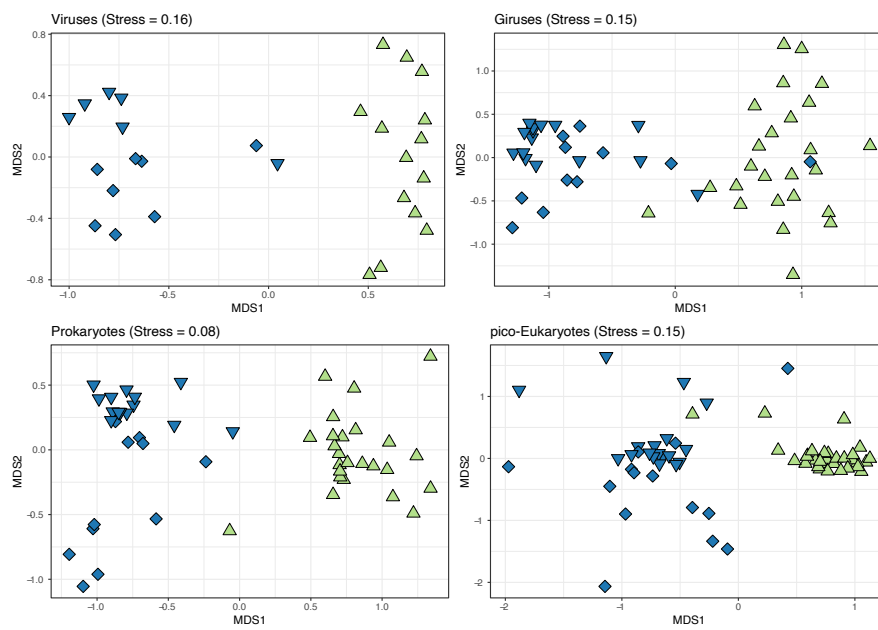 Viruses (Stress = 0.16)
0.8
0.4
0.0
-0.4
-0.8
MDS2
-1.0 -0.5 0.0 0.5
MDS1
Giruses (Stress = 0.15)
1.0
0.5
0.0
-0.5
-1.0
MDS2
-1 0 1
MDS1
Prokaryotes (Stress = 0.08)
0.5
0.0
-0.5
-1.0
MDS2
-1.0 -0.5 0.0 0.5 1.0
MDS1
pico-Eukaryotes (Stress = 0.15)
1
0
-1
-2
MDS2
-2 -1 0 1
MDS1